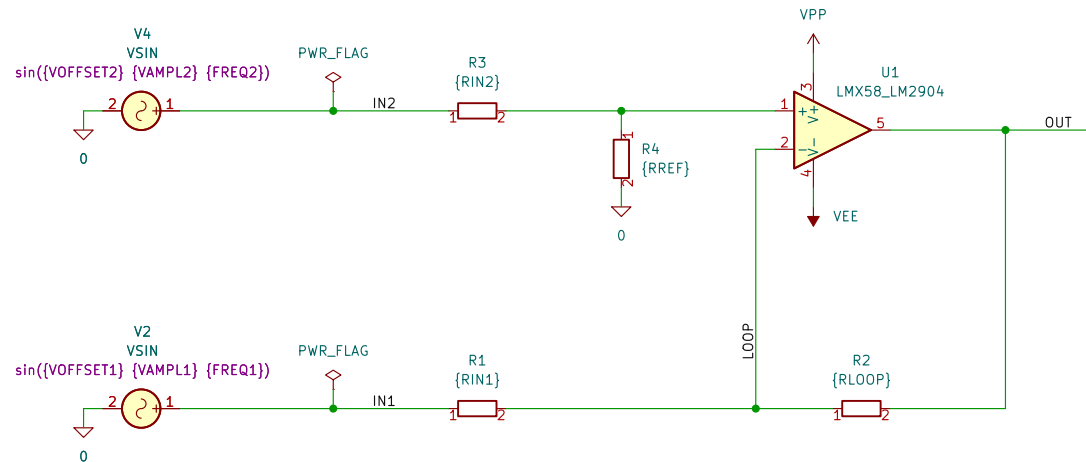 VPP
V4
VSIN
sin({VOFFSET2} {VAMPL2} {FREQ2})
PWR_FLAG
R3
{RIN2}
U1
LMX58_LM2904
2
1
IN2
1
2
1
+
3
V+
5
OUT
0
1
R4
{RREF}
2
2
-
V-
4
VEE
0
V2
VSIN
sin({VOFFSET1} {VAMPL1} {FREQ1})
PWR_FLAG
R1
{RIN1}
LOOP
R2
{RLOOP}
2
+
1
IN1
1
2
1
2
0